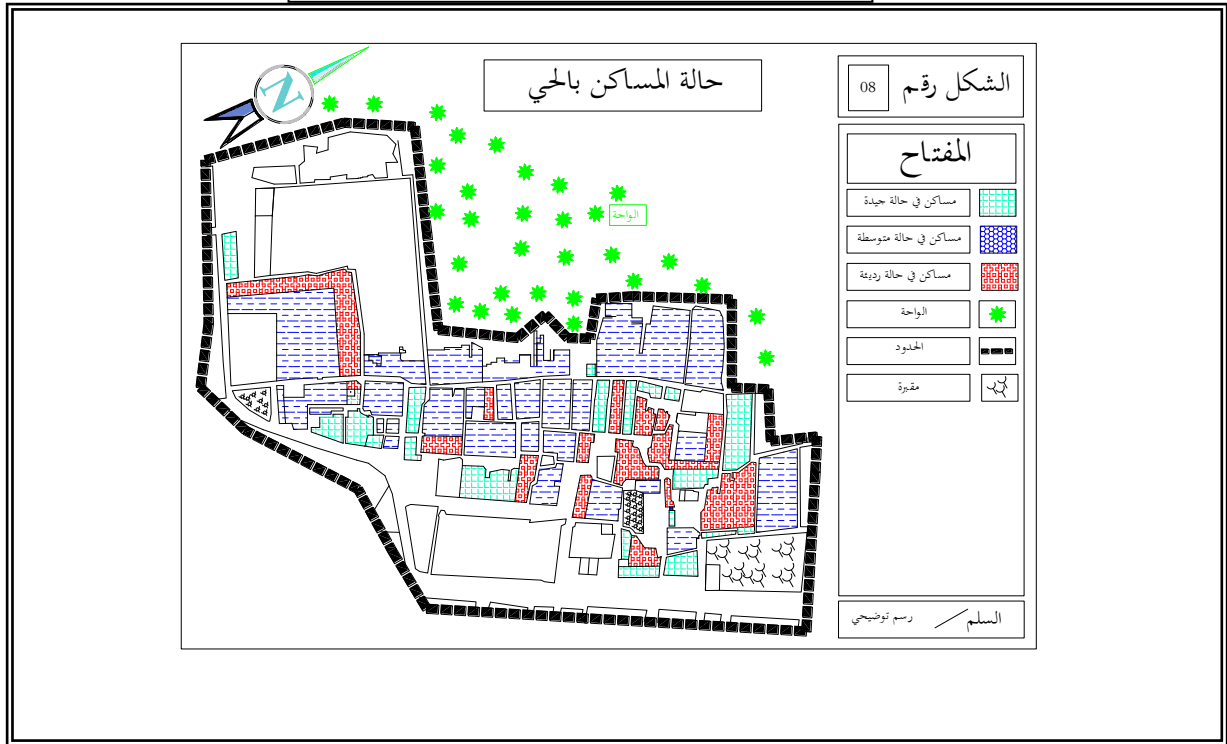 الشكل رقم 08
حالة المساكن بالحي
N
المفتاح
مساكن في حالة جيدة
مساكن في حالة متوسطة
مساكن في حالة رديئة
الواحة
الحدود
مقبرة
الواحة
السلم / رسم توضيحي